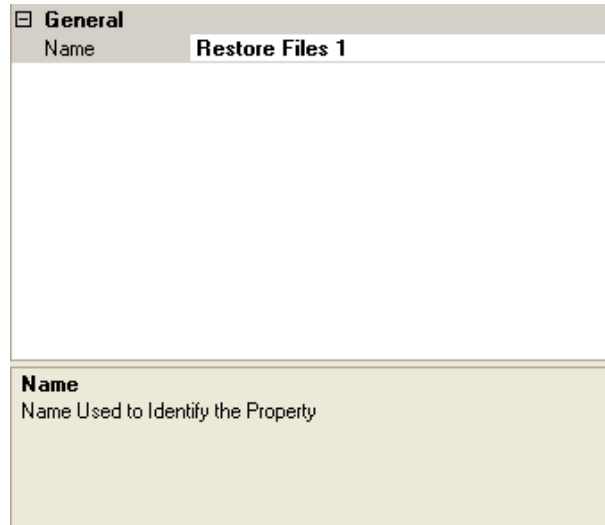 General
Name Restore Files 1
Name
Name Used to Identify the Property